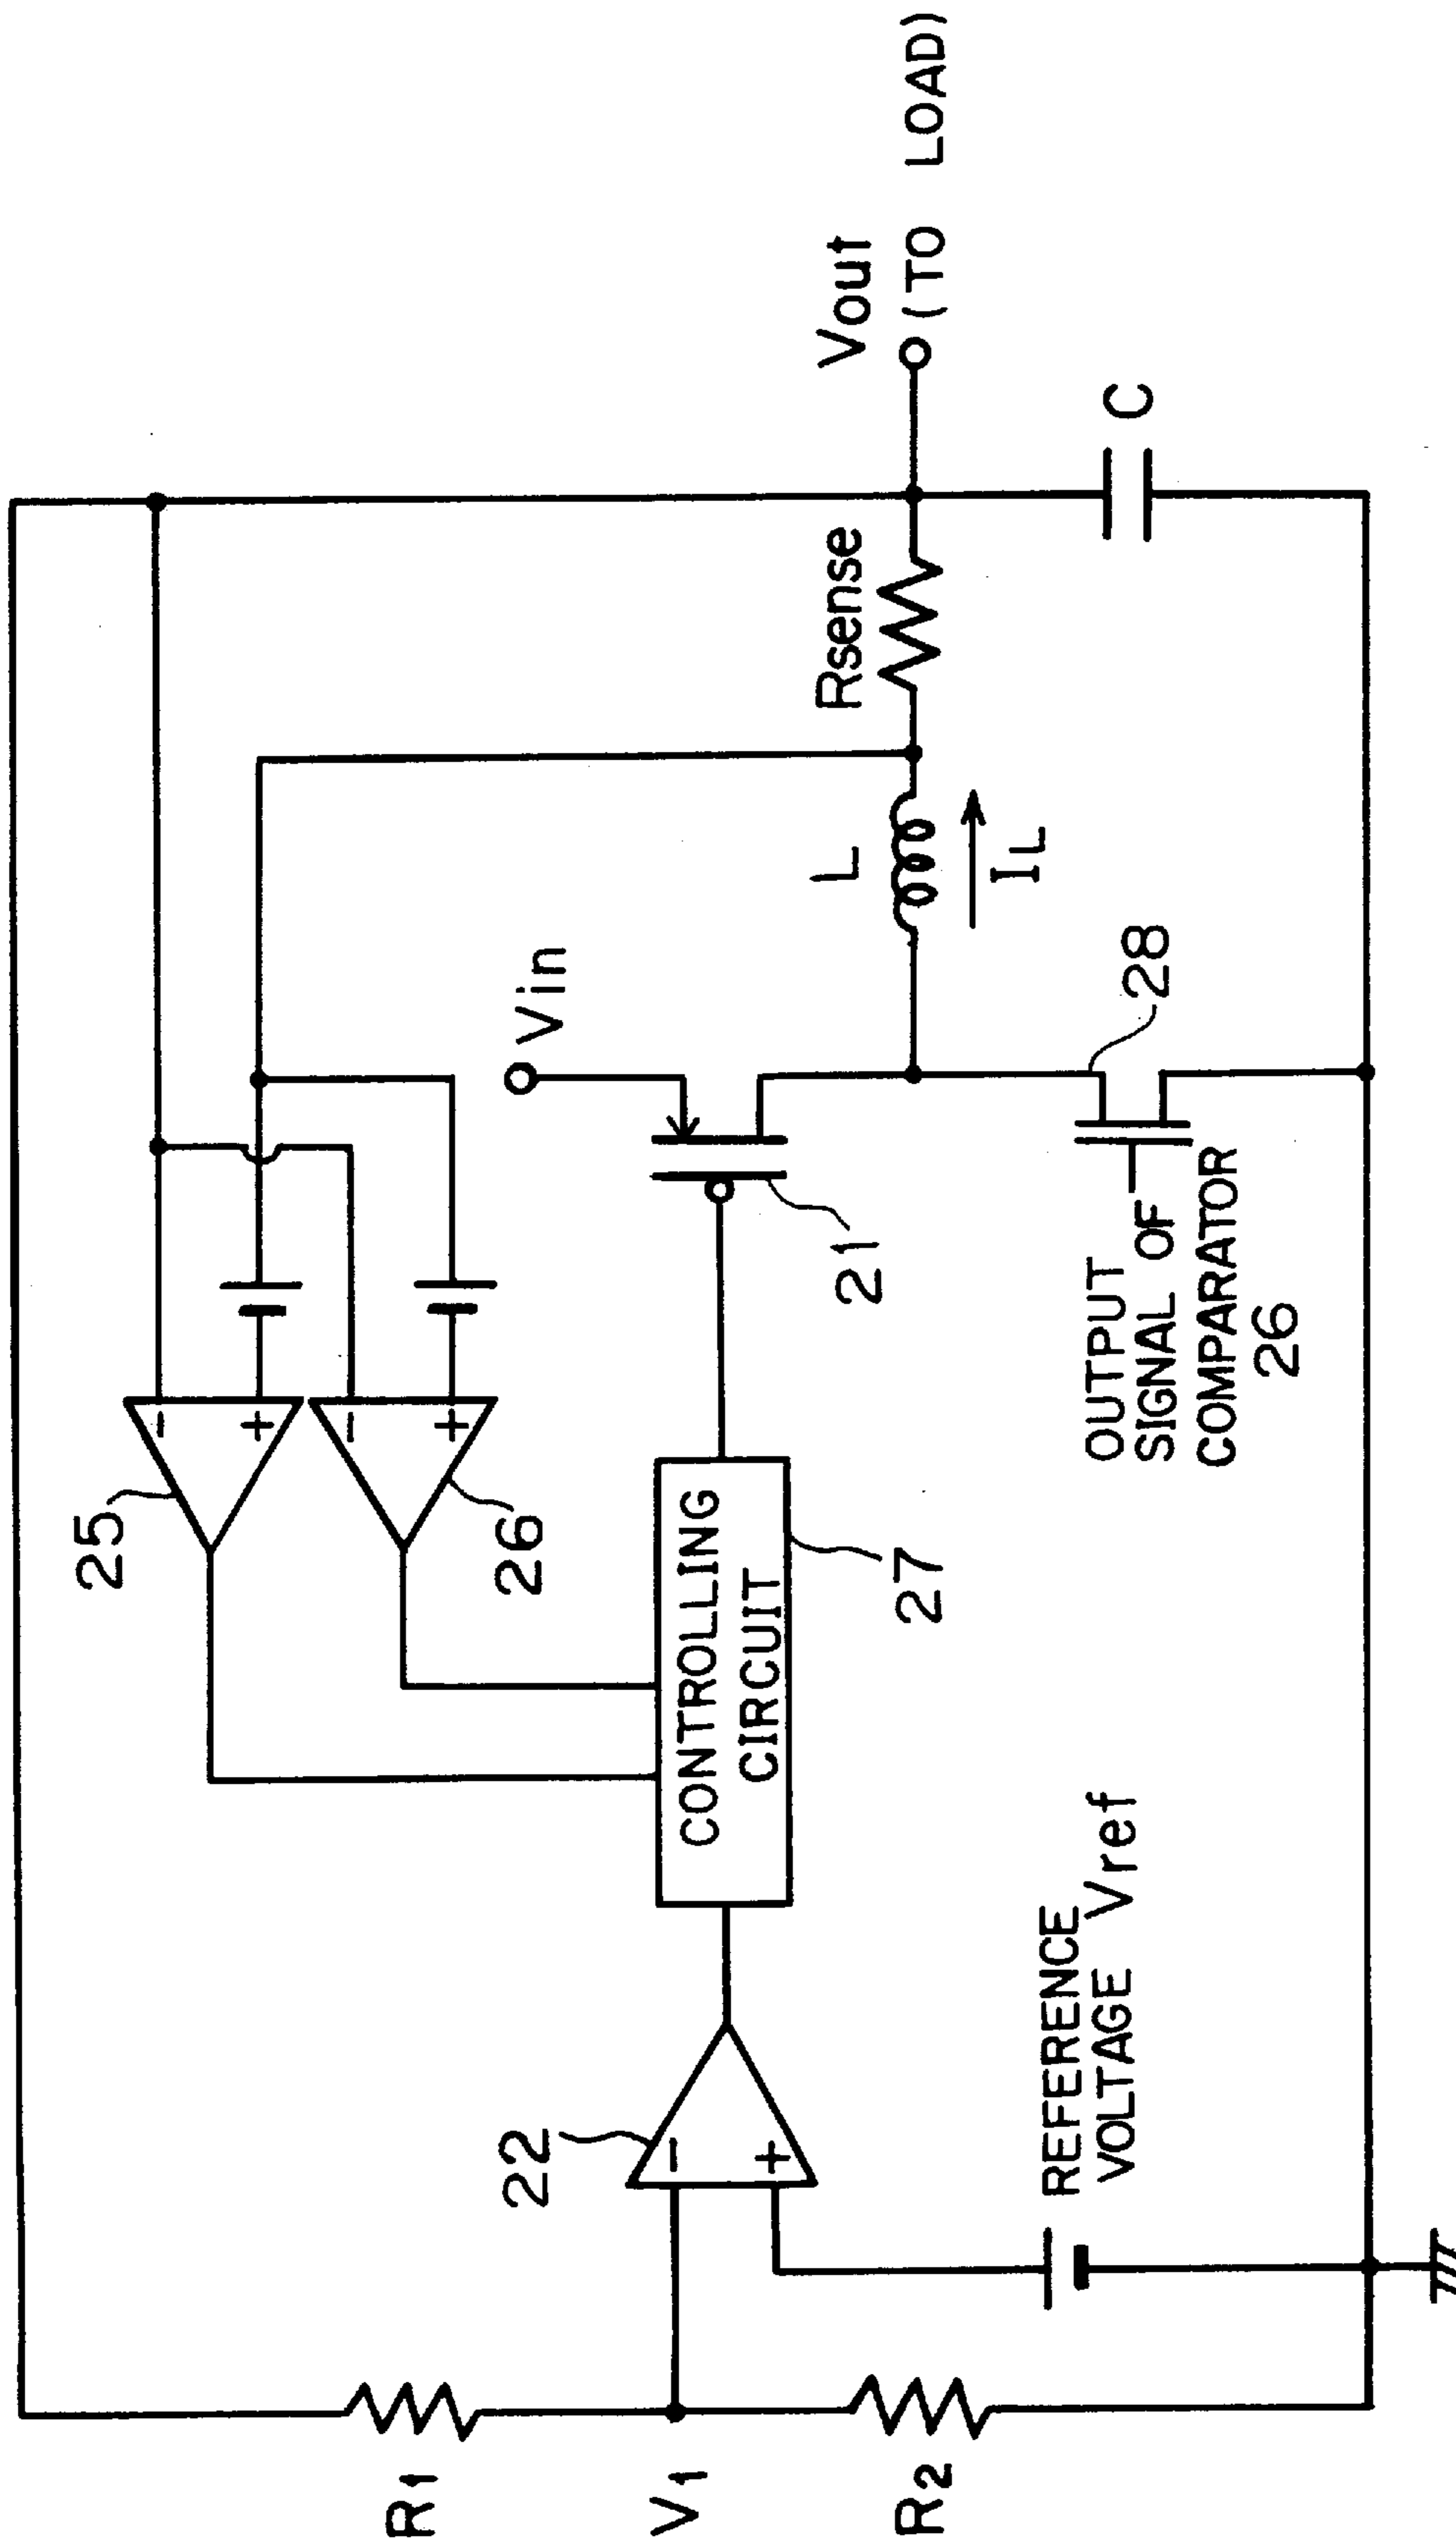 R1
V1
R2
22
REFERENCE
VOLTAGE Vref
25
26
CONTROLLING
CIRCUIT
27
-
+
-
+
-
+
21
Vin
OUTPUT
SIGNAL OF
COMPARATOR
26
28
L
IL
Rsense
C
Vout
(TO LOAD)